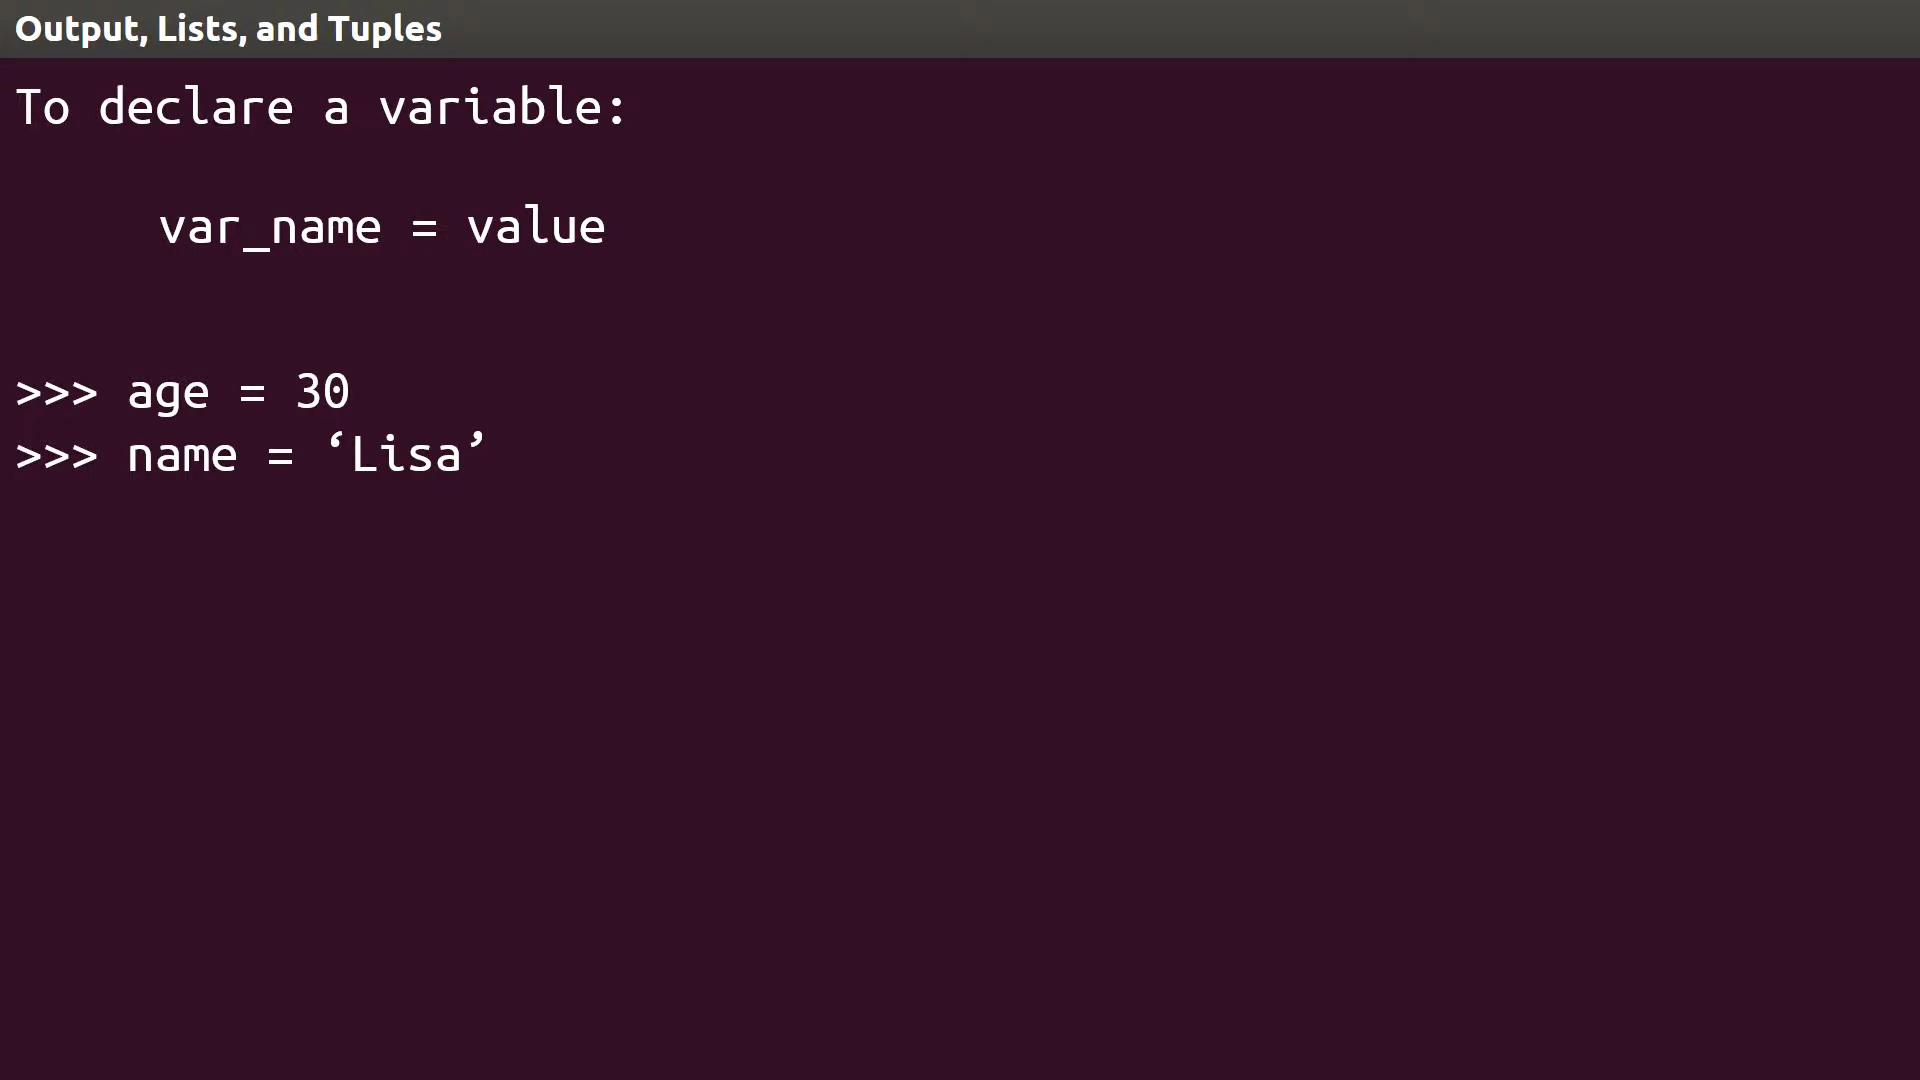 Output, Lists, and Tuples
To declare a variable:
var_name = value
>>> age = 30
>>> name = ‘Lisa’